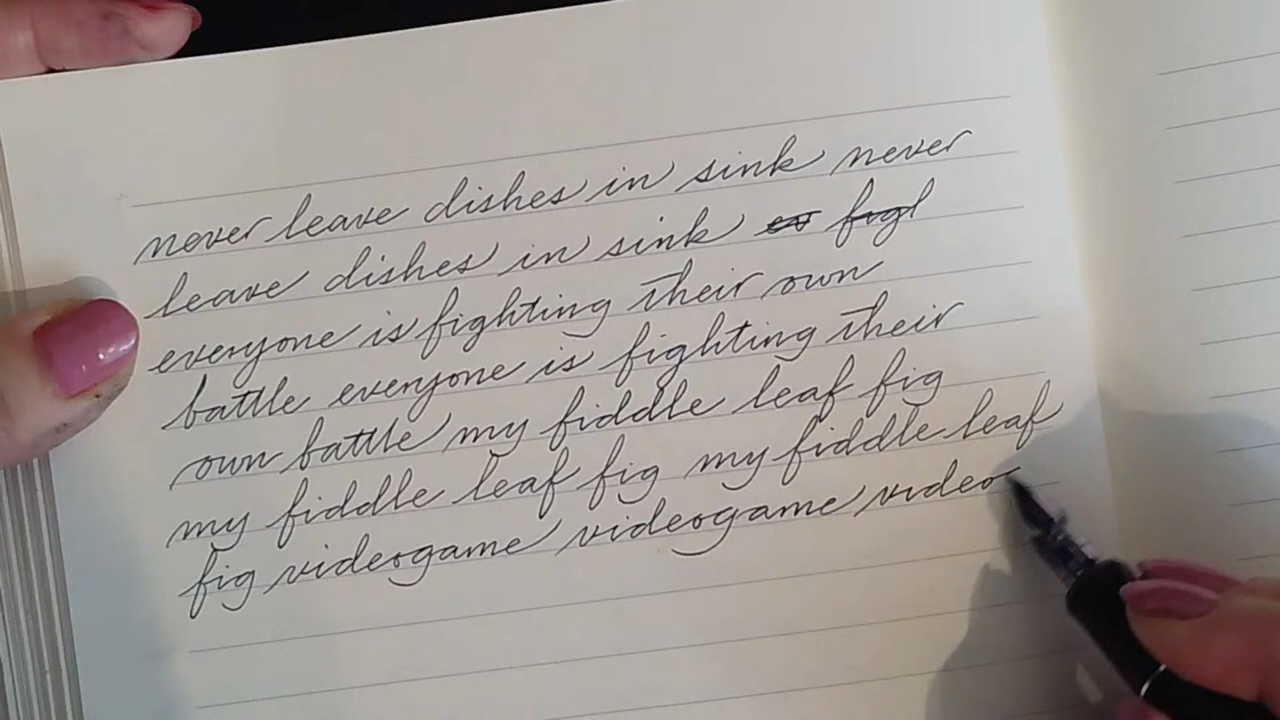 never leave dishes in sink never
leave dishes in sink ev figl
everyone is fighting their own
battle everyone is fighting their
own battle my fiddle leaf fig
my fiddle leaf fig my fiddle leaf
fig videogame videogame video